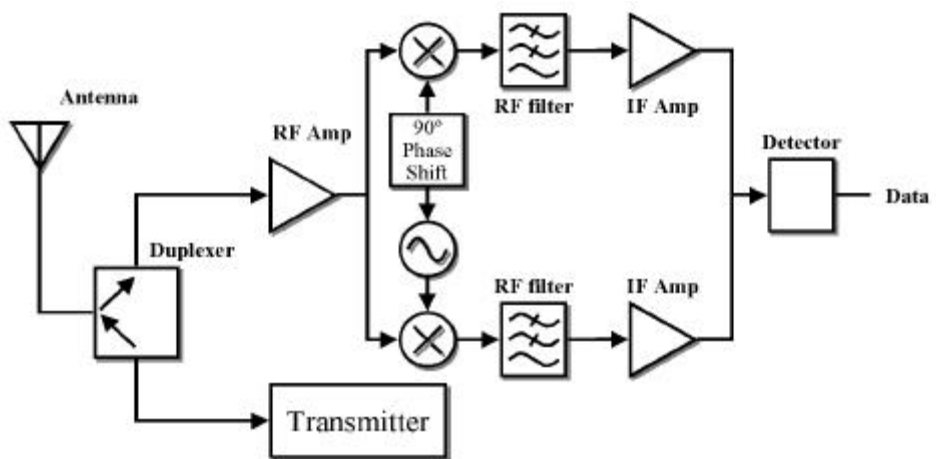 Antenna
RF Amp
90°
Phase
Shift
RF filter
IF Amp
Detector
Data
Duplexer
RF filter
IF Amp
Transmitter